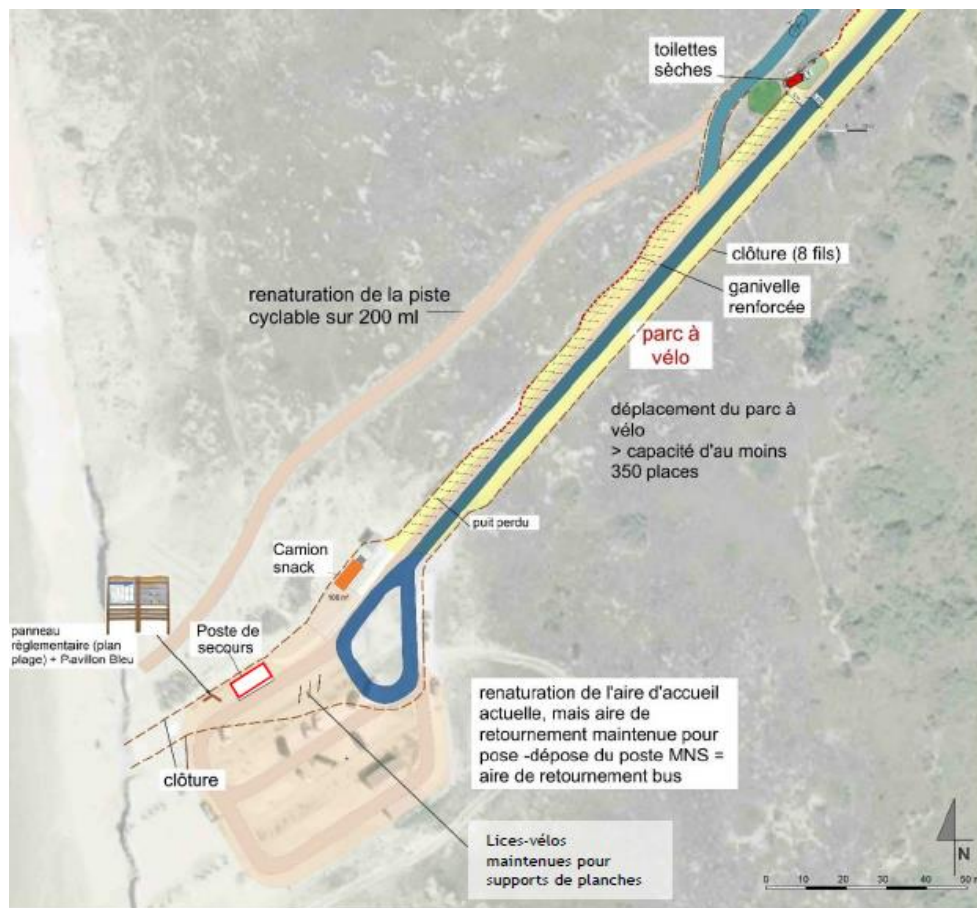 toilettes
sèches
clôture (8 fils)
ganivelle
renforcée
renaturation de la piste
cyclable sur 200 ml
parc à
vélo
déplacement du parc à
vélo
> capacité d'au moins
350 places
puit perdu
Camion
snack
100 m²
panneau
règlementaire (plan
plage) + Pavillon Bleu
Poste de
secours
renaturation de l'aire d'accueil
actuelle, mais aire de
retournement maintenue pour
pose -dépose du poste MNS =
aire de retournement bus
clôture
Lices-vélos
maintenues pour
supports de planches
N
0 10 20 30 40 50 m